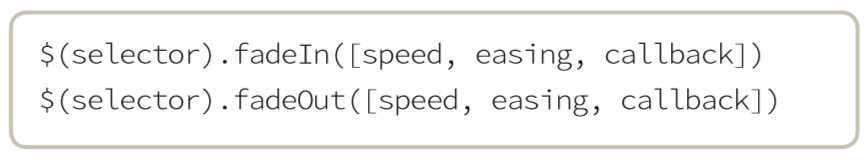 $(selector).fadeIn([speed, easing, callback])
$(selector).fadeOut([speed, easing, callback])